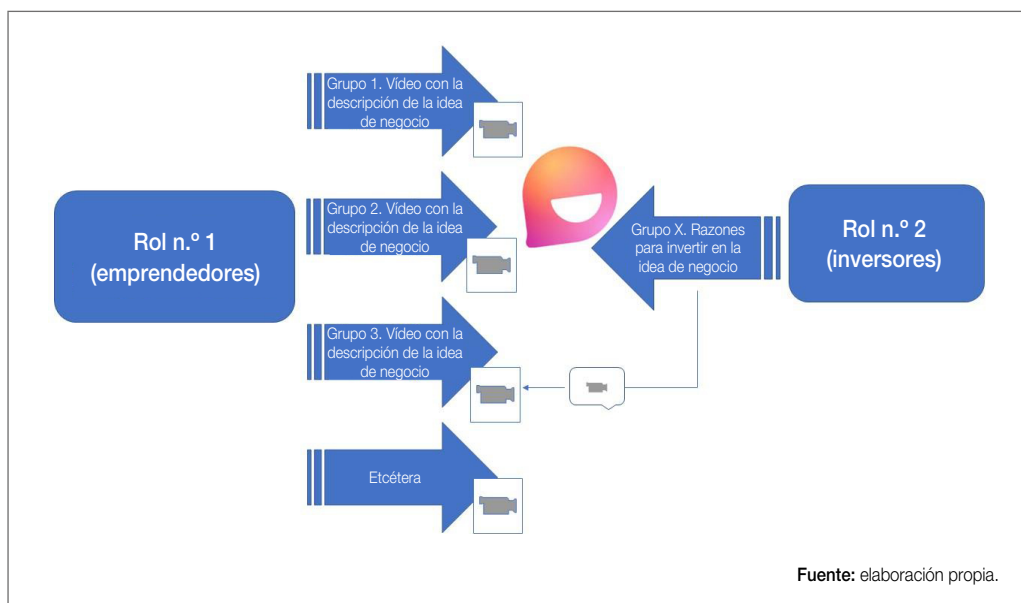 Grupo 1. Vídeo con la
descripción de la idea
de negocio
Rol n.º 1
(emprendedores)
Grupo 2. Vídeo con la
descripción de la idea
de negocio
Grupo X. Razones
para invertir en la
idea de negocio
Rol n.º 2
(inversores)
Grupo 3. Vídeo con la
descripción de la idea
de negocio
Etcétera
Fuente: elaboración propia.